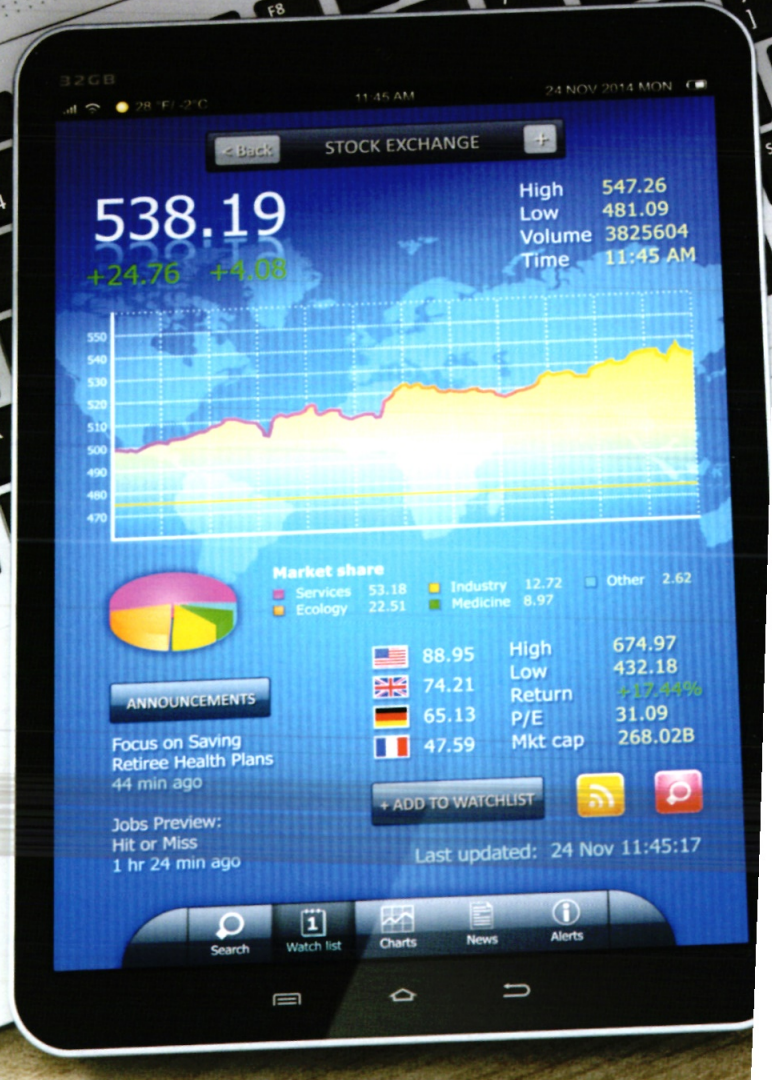 F8
32GB
28 °F/ -2°C 11:45 AM 24 NOV 2014 MON
< Back STOCK EXCHANGE +
538.19
+24.76 +4.08
High 547.26
Low 481.09
Volume 3825604
Time 11:45 AM
550
540
530
520
510
500
490
480
470
Market share
Services 53.18 Industry 12.72 Other 2.62
Ecology 22.51 Medicine 8.97
88.95
74.21
65.13
47.59
High 674.97
Low 432.18
Return +17.44%
P/E 31.09
Mkt cap 268.02B
ANNOUNCEMENTS
Focus on Saving
Retiree Health Plans
44 min ago
Jobs Preview:
Hit or Miss
1 hr 24 min ago
+ ADD TO WATCHLIST
Last updated: 24 Nov 11:45:17
1
Search Watch list Charts News Alerts